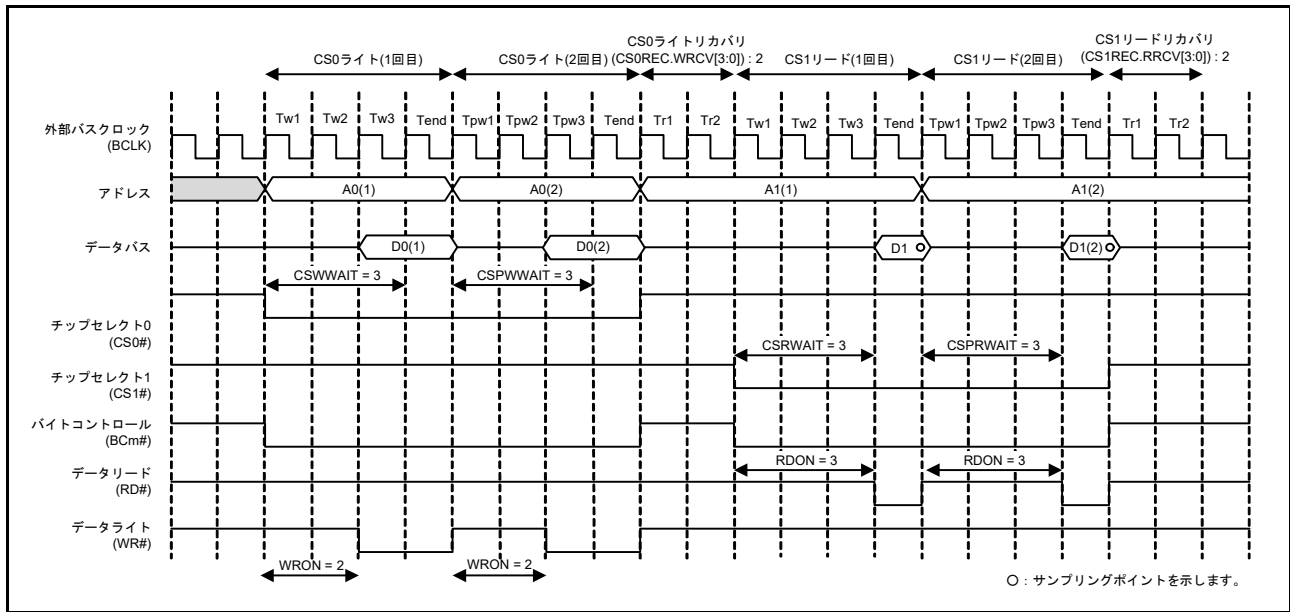 CS0ライト(1回目)
CS0ライト(2回目)
CS0ライトリカバリ
(CS0REC.WRCV[3:0]) : 2
CS1リード(1回目)
CS1リード(2回目)
CS1リードリカバリ
(CS1REC.RRCV[3:0]) : 2
外部バスクロック
(BCLK)
Tw1 Tw2 Tw3 Tend Tpw1 Tpw2 Tpw3 Tend Tr1 Tr2 Tw1 Tw2 Tw3 Tend Tpw1 Tpw2 Tpw3 Tend Tr1 Tr2
アドレス
A0(1) A0(2) A1(1) A1(2)
データバス
D0(1) D0(2) D1 D1(2)
CSWWAIT = 3 CSPWWAIT = 3
チップセレクト0
(CS0#)
CSRWAIT = 3 CSPRWAIT = 3
チップセレクト1
(CS1#)
バイトコントロール
(BCm#)
RDON = 3 RDON = 3
データリード
(RD#)
データライト
(WR#)
WRON = 2 WRON = 2
○ : サンプリングポイントを示します。